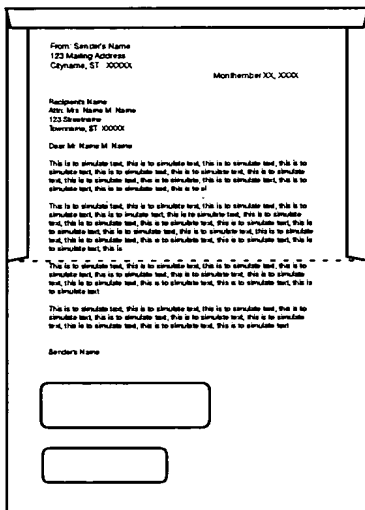 From: Sender's Name
123 Mailing Address
Cityname, ST XXXXX
Monthember XX, XXXX
Recipient's Name
Attn: Mrs. Name M. Name
123 Streetname
Townname, ST XXXXX
Dear Mr. Name M. Name
This is to simulate text, this is to simulate text, this is to simulate text, this is to
simulate text, this is to simulate text, this is to simulate text, this is to simulate
text, this is to simulate text, this is to simulate text, this is to simulate text, this is to
simulate text, this is to simulate text, this is to si
This is to simulate text, this is to simulate text, this is to simulate text, this is to
simulate text, this is to imulate text, this is to simulate text, this is to simulate
text, this is to simulate text, this is to simulate text, this is to simulate text, this is
to simulate text, this is to simulate text, this is to simulate text, this is to simulate
text, this is to simulate text, this is to simulate text, this is to simulate text, this is
to simulate text, this is
This is to simulate text, this is to simulate text, this is to simulate text, this is to
simulate text, this is to simulate text, this is to simulate text, this is to simulate
text, this is to simulate text, this is to simulate text, this is to simulate text, this is
to simulate text
This is to simulate text, this is to simulate text, this is to simulate text, this is to
simulate text, this is to simulate text, this is to simulate text, this is to simulate
text, this is to simulate text, this is to simulate text, this is to simulate text
Sender's Name